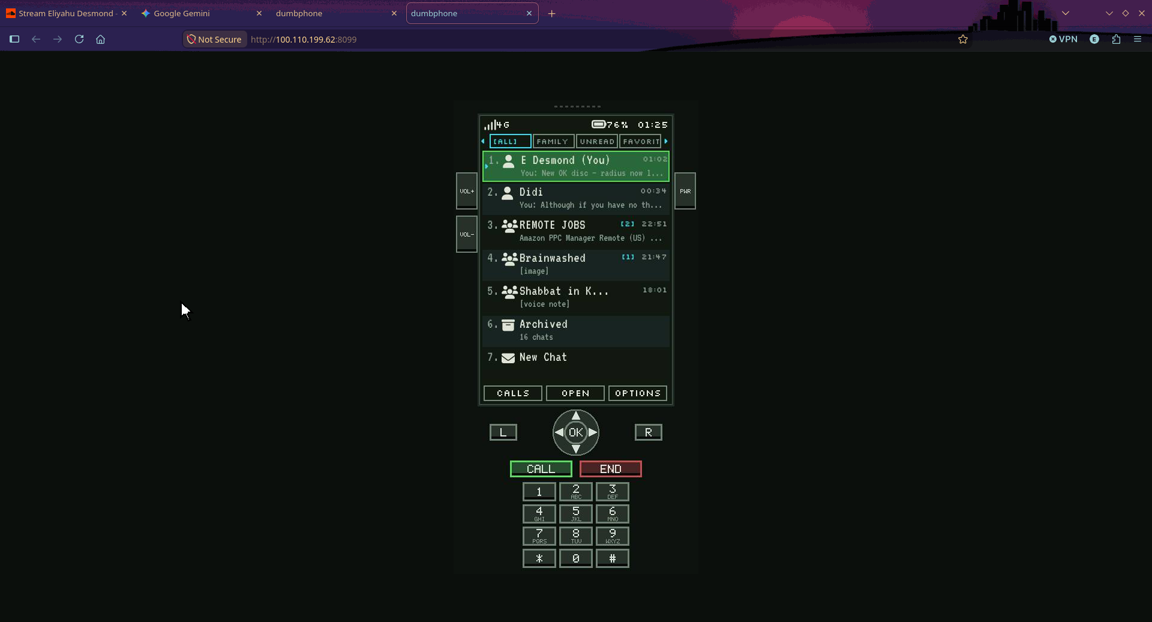 Stream Eliyahu Desmond
Google Gemini
dumbphone
dumbphone
Not Secure
http://100.110.199.62:8099
VPN
E
4G
76%
01:25
[ALL]
FAMILY
UNREAD
FAVORIT
1.
E Desmond (You)
01:02
You: New OK disc – radius now l...
2.
Didi
00:34
You: Although if you have no th...
3.
REMOTE JOBS
[2]
22:51
Amazon PPC Manager Remote (US) ...
4.
Brainwashed
[1]
21:47
[image]
5.
Shabbat in K...
18:01
[voice note]
6.
Archived
16 chats
7.
New Chat
VOL+
VOL-
PWR
CALLS
OPEN
OPTIONS
L
OK
R
CALL
END
1
2
ABC
3
DEF
4
GHI
5
JKL
6
MNO
7
PQRS
8
TUV
9
WXYZ
*
0
#